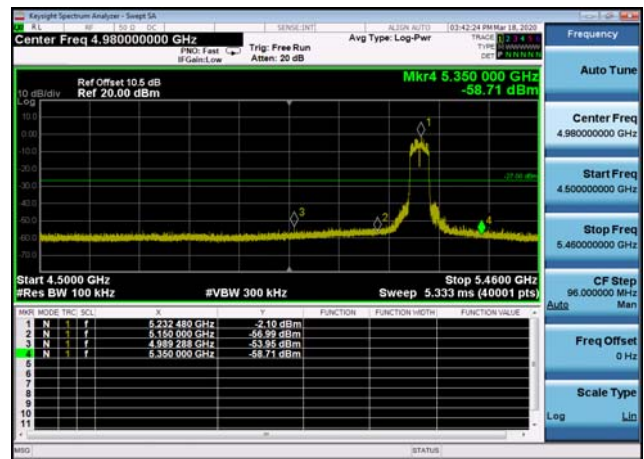 Keysight Spectrum Analyzer - Swept SA
RL RF 50 Ω DC SENSE:INT ALIGN AUTO 03:42:24 PM Mar 18, 2020
Center Freq 4.980000000 GHz
PNO: Fast
IFGain:Low
Trig: Free Run
Atten: 20 dB
Avg Type: Log-Pwr
TRACE 1 2 3 4 5 6
TYPE
DET P N N N N N
Frequency
Auto Tune
Center Freq
4.980000000 GHz
Start Freq
4.500000000 GHz
Stop Freq
5.460000000 GHz
CF Step
96.000000 MHz
Auto Man
Freq Offset
0 Hz
Scale Type
Log Lin
Ref Offset 10.5 dB
10 dB/div Ref 20.00 dBm
Log
Mkr4 5.350 000 GHz
-58.71 dBm
10.0
0.00
-10.0
-20.0
-30.0
-40.0
-50.0
-60.0
-70.0
-27.00 dBm
1
2
3
4
Start 4.5000 GHz Stop 5.4600 GHz
#Res BW 100 kHz #VBW 300 kHz Sweep 5.333 ms (40001 pts)
MKR MODE TRC SCL X Y FUNCTION FUNCTION WIDTH FUNCTION VALUE
1 N 1 f 5.232 480 GHz -2.10 dBm
2 N 1 f 5.150 000 GHz -56.99 dBm
3 N 1 f 4.989 288 GHz -53.95 dBm
4 N 1 f 5.350 000 GHz -58.71 dBm
5
6
7
8
9
10
11
MSG STATUS